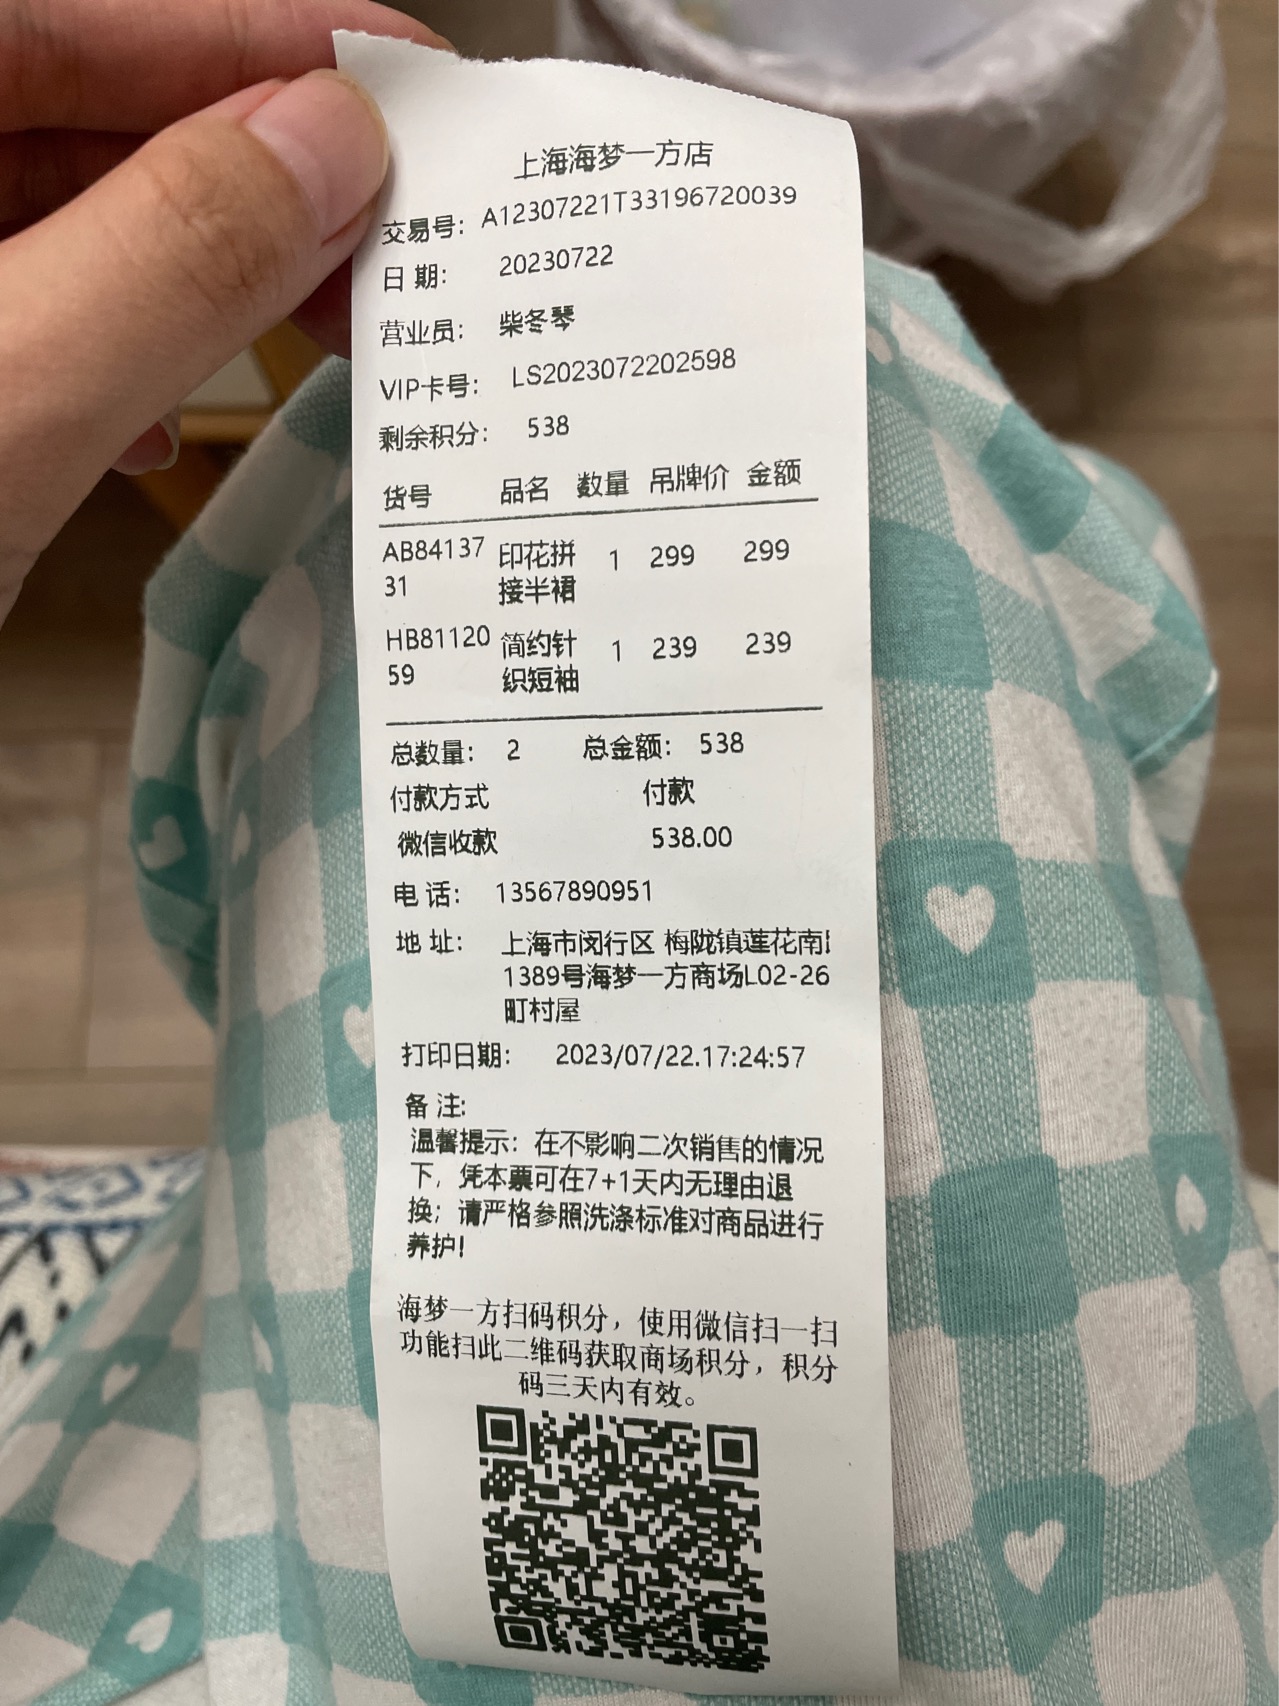 上海海梦一方店
交易号： A12307221T33196720039
日 期： 20230722
营业员： 柴冬琴
VIP卡号： LS2023072202598
剩余积分： 538
货号 品名 数量 吊牌价 金额
AB84137 印花拼 1 299 299
31 接半裙
HB81120 简约针 1 239 239
59 织短袖
总数量： 2 总金额： 538
付款方式 付款
微信收款 538.00
电 话： 13567890951
地 址： 上海市闵行区 梅陇镇莲花南
1389号海梦一方商场L02-26
町村屋
打印日期： 2023/07/22.17:24:57
备 注:
温馨提示：在不影响二次销售的情况
下，凭本票可在7+1天内无理由退
换；请严格参照洗涤标准对商品进行
养护!
海梦一方扫码积分，使用微信扫一扫
功能扫此二维码获取商场积分，积分
码三天内有效。